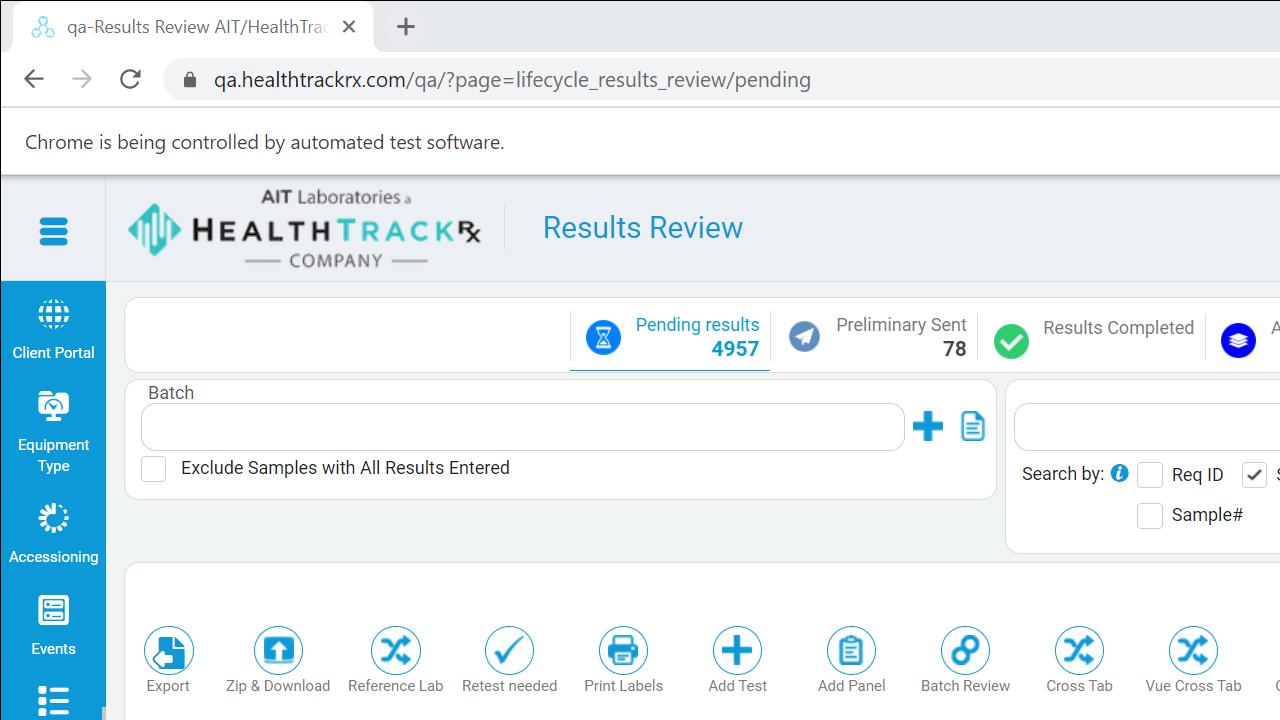 qa-Results Review AIT/HealthTrac
qa.healthtrackrx.com/qa/?page=lifecycle_results_review/pending
Chrome is being controlled by automated test software.
AIT Laboratories a
HEALTHTRACKRx
COMPANY
Results Review
Client Portal
Equipment
Type
Accessioning
Events
Pending results
4957
Preliminary Sent
78
Results Completed
A
Batch
Exclude Samples with All Results Entered
Search by:
Req ID
S
Sample#
Export
Zip & Download
Reference Lab
Retest needed
Print Labels
Add Test
Add Panel
Batch Review
Cross Tab
Vue Cross Tab